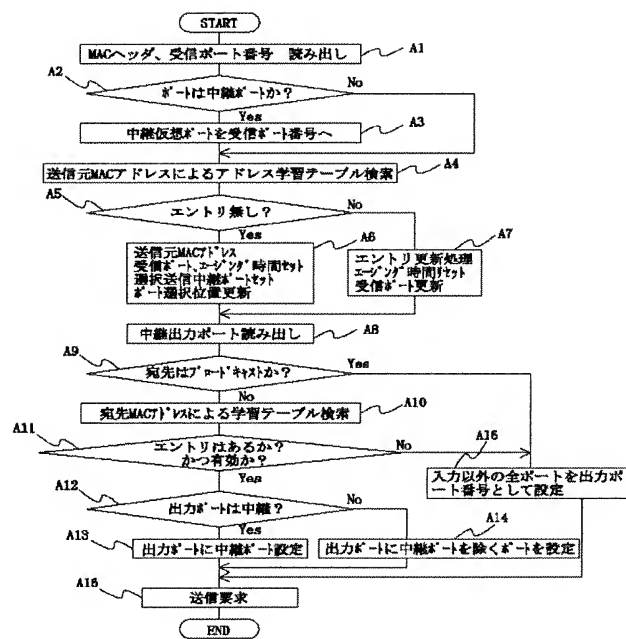 START
MACヘッダ、受信ポート番号 読み出し
A1
A2
ポートは中継ポートか？
No
Yes
中継仮想ポートを受信ポート番号へ
A3
送信元MACアドレスによるアドレス学習テーブル検索
A4
A5
エントリ無し？
No
Yes
A6
送信元MACアドレス
受信ポート、エージング時間セット
選択送信中継ポートセット
ポート選択位置更新
A7
エントリ更新処理
エージング時間リセット
受信ポート更新
中継出力ポート読み出し
A8
A9
宛先はブロードキャストか？
Yes
No
宛先MACアドレスによる学習テーブル検索
A10
A11
エントリはあるか？
かつ有効か？
No
Yes
A16
入力以外の全ポートを出力ポ
ート番号として設定
A12
出力ポートは中継？
No
Yes
A13
出力ポートに中継ポート設定
A14
出力ポートに中継ポートを除くポートを設定
A15
送信要求
END